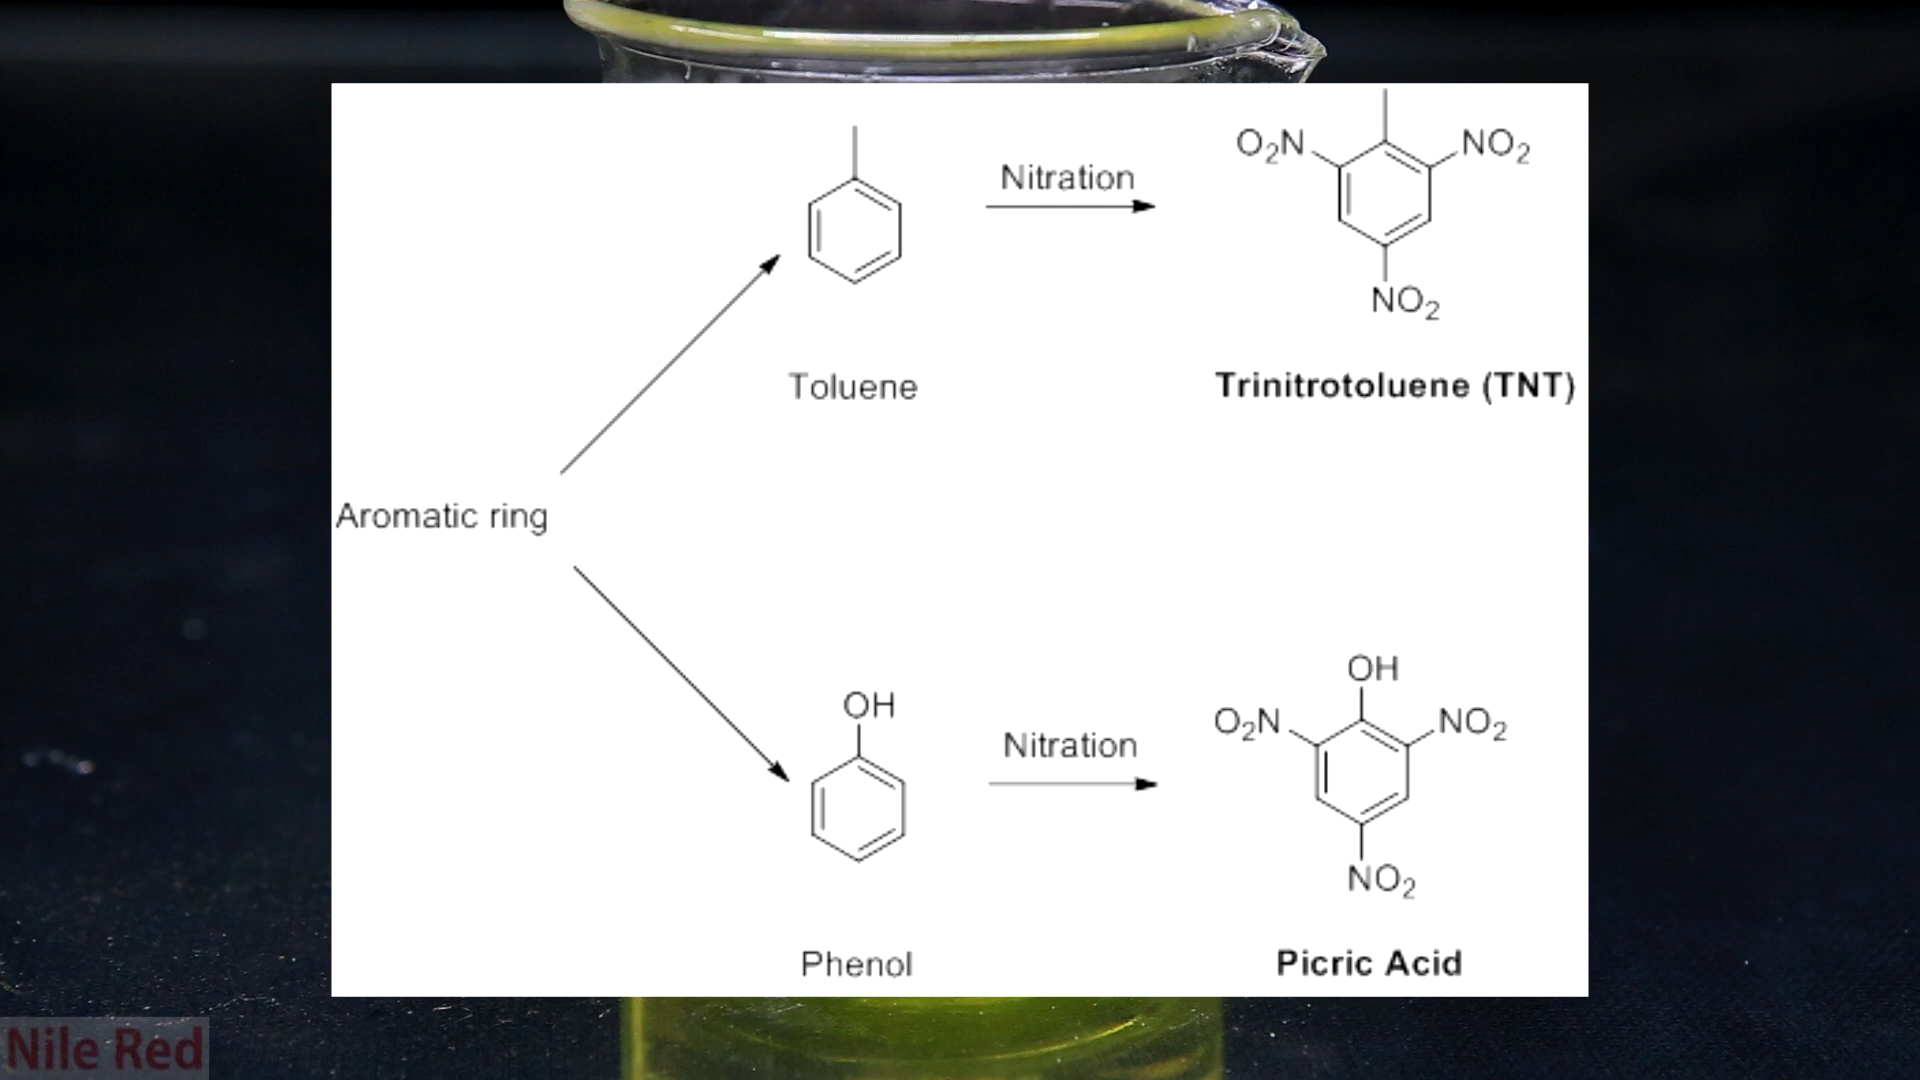 O₂N
NO₂
Nitration
NO₂
Toluene
Trinitrotoluene (TNT)
Aromatic ring
OH
OH
O₂N
NO₂
Nitration
NO₂
Phenol
Picric Acid
Nile Red